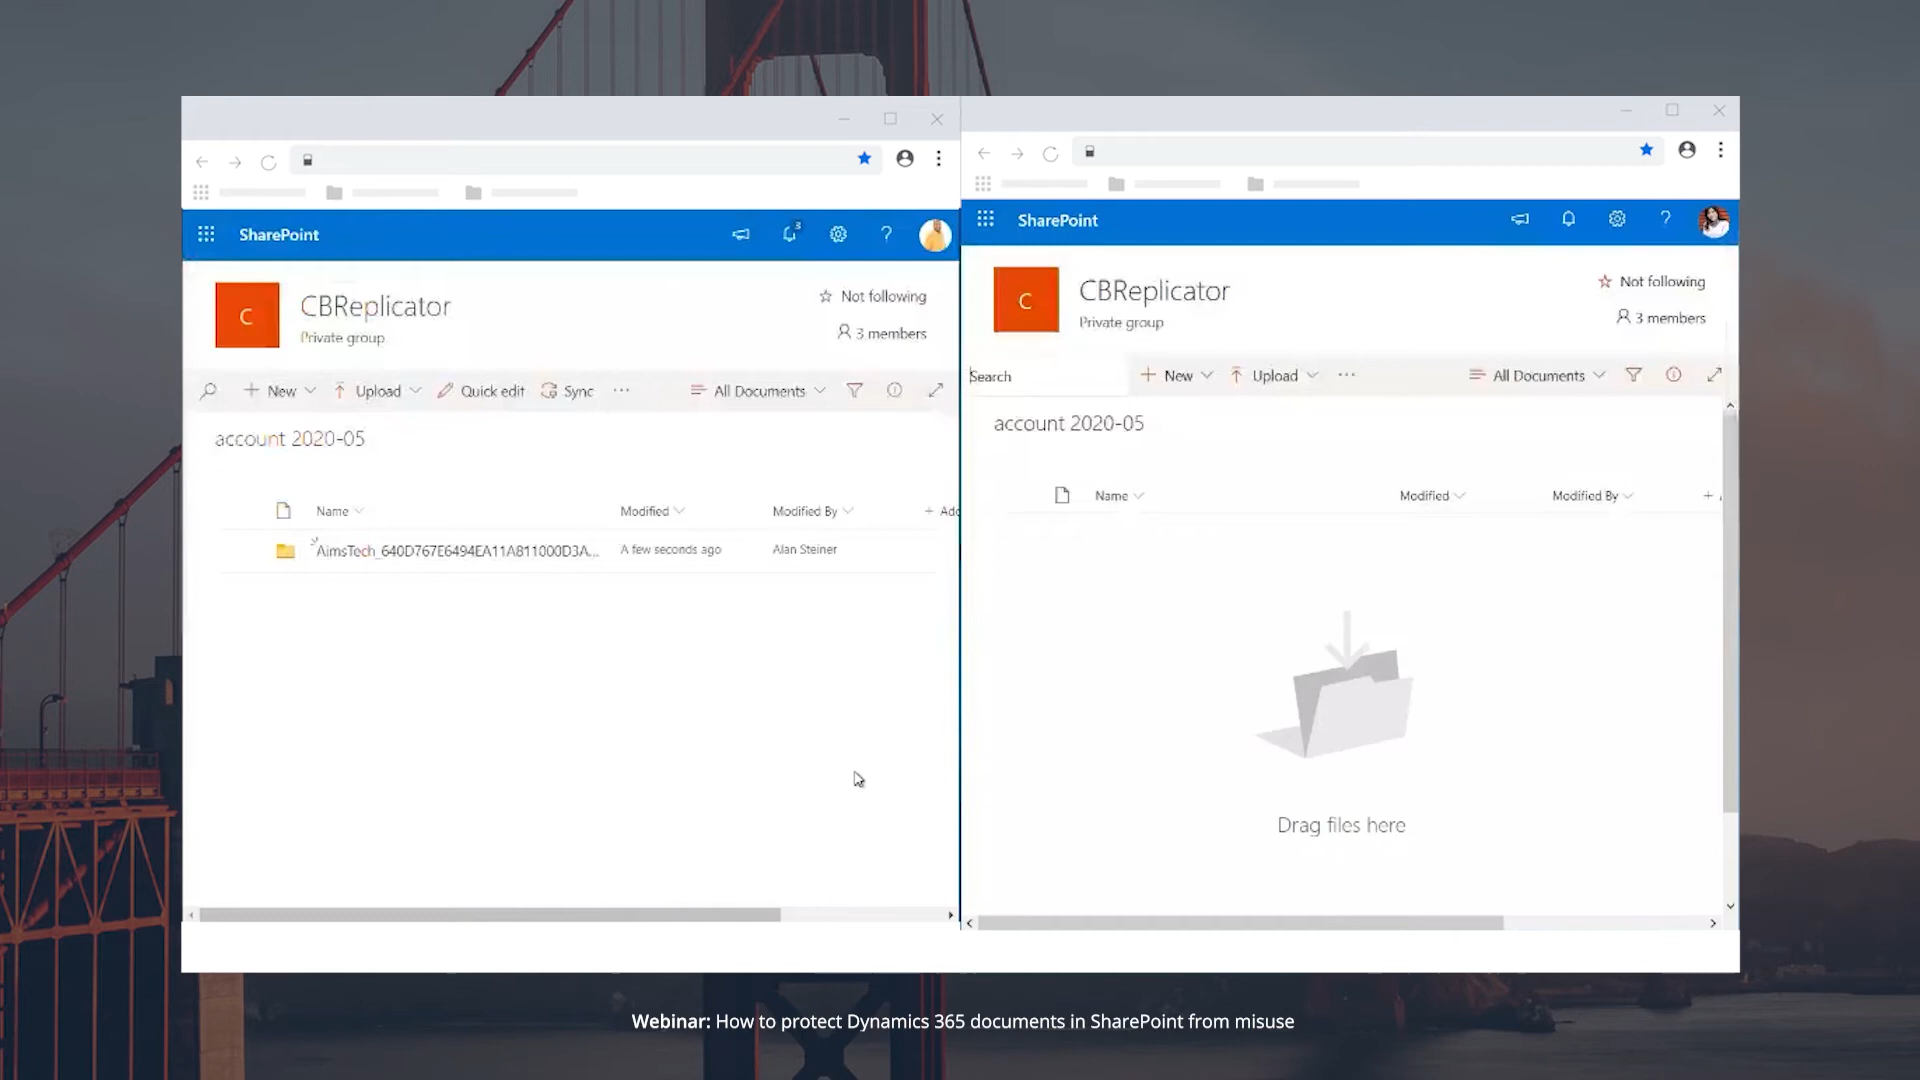 SharePoint
3
?
C
CBReplicator
Private group
Not following
3 members
New
Upload
Quick edit
Sync
All Documents
account 2020-05
Name
Modified
Modified By
+ Add
AimsTech_640D767E6494EA11A811000D3A...
A few seconds ago
Alan Steiner
SharePoint
?
C
CBReplicator
Private group
Not following
3 members
Search
New
Upload
All Documents
account 2020-05
Name
Modified
Modified By
+
Drag files here
Webinar: How to protect Dynamics 365 documents in SharePoint from misuse